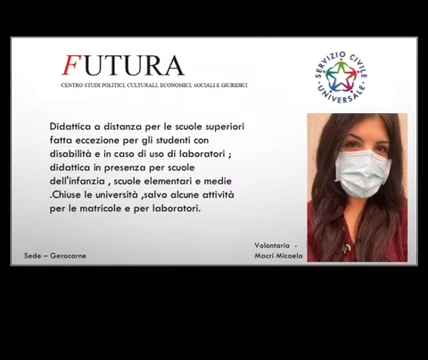 FUTURA
CENTRO STUDI POLITICI, CULTURALI, ECONOMICI, SOCIALI E GIURIDICI
SERVIZIO CIVILE
UNIVERSALE
Didattica a distanza per le scuole superiori
fatta eccezione per gli studenti con
disabilità e in caso di uso di laboratori ;
didattica in presenza per scuole
dell'infanzia , scuole elementari e medie
.Chiuse le università ,salvo alcune attività
per le matricole e per laboratori.
Volontaria -
Macrì Micaela
Sede – Gerocarne